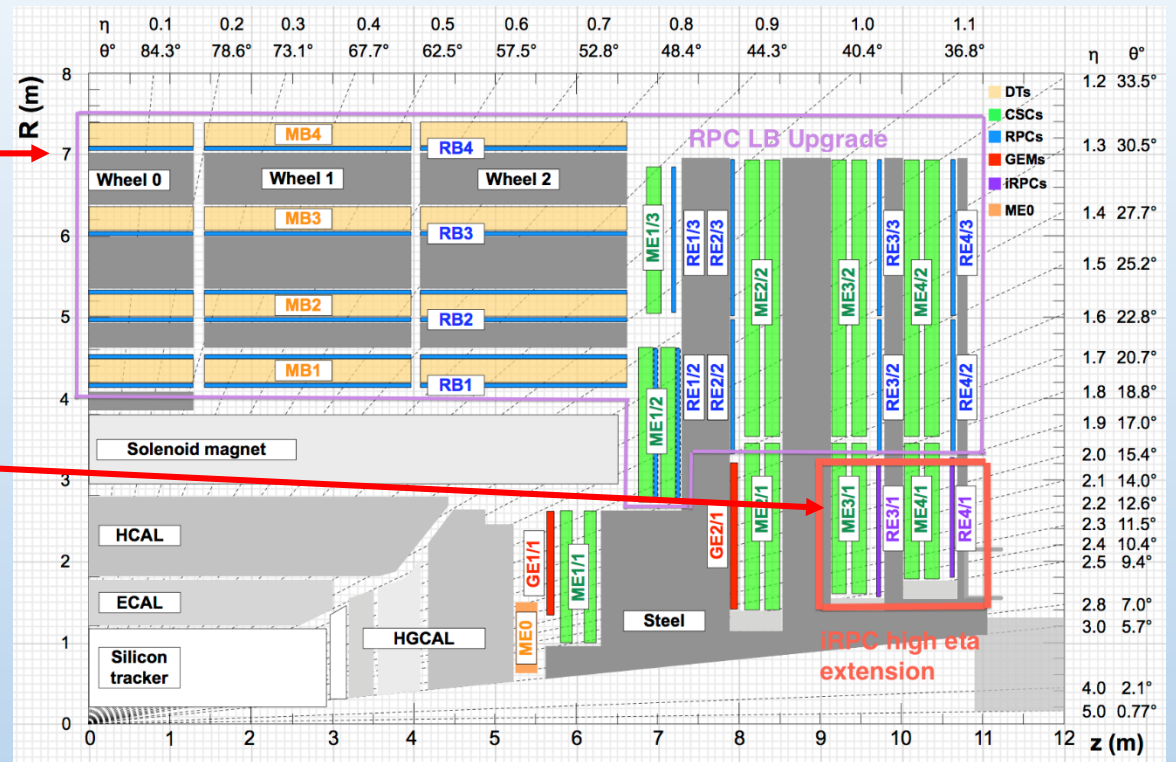 η 0.1 0.2 0.3 0.4 0.5 0.6 0.7 0.8 0.9 1.0 1.1
θ° 84.3° 78.6° 73.1° 67.7° 62.5° 57.5° 52.8° 48.4° 44.3° 40.4° 36.8°
η θ°
R (m)
8
7
6
5
4
3
2
1
0
1.2 33.5°
1.3 30.5°
1.4 27.7°
1.5 25.2°
1.6 22.8°
1.7 20.7°
1.8 18.8°
1.9 17.0°
2.0 15.4°
2.1 14.0°
2.2 12.6°
2.3 11.5°
2.4 10.4°
2.5 9.4°
2.8 7.0°
3.0 5.7°
4.0 2.1°
5.0 0.77°
DTs
CSCs
RPCs
GEMs
iRPCs
ME0
RPC LB Upgrade
MB4
RB4
Wheel 0
Wheel 1
Wheel 2
MB3
RB3
MB2
RB2
MB1
RB1
ME1/3
RE1/3
RE2/3
ME2/2
ME3/2
RE3/3
ME4/2
RE4/3
ME1/2
RE1/2
RE2/2
RE3/2
RE4/2
Solenoid magnet
HCAL
ECAL
Silicon
tracker
HGCAL
ME0
GE1/1
ME1/1
Steel
GE2/1
ME2/1
ME3/1
RE3/1
ME4/1
RE4/1
iRPC high eta
extension
0 1 2 3 4 5 6 7 8 9 10 11 12 z (m)